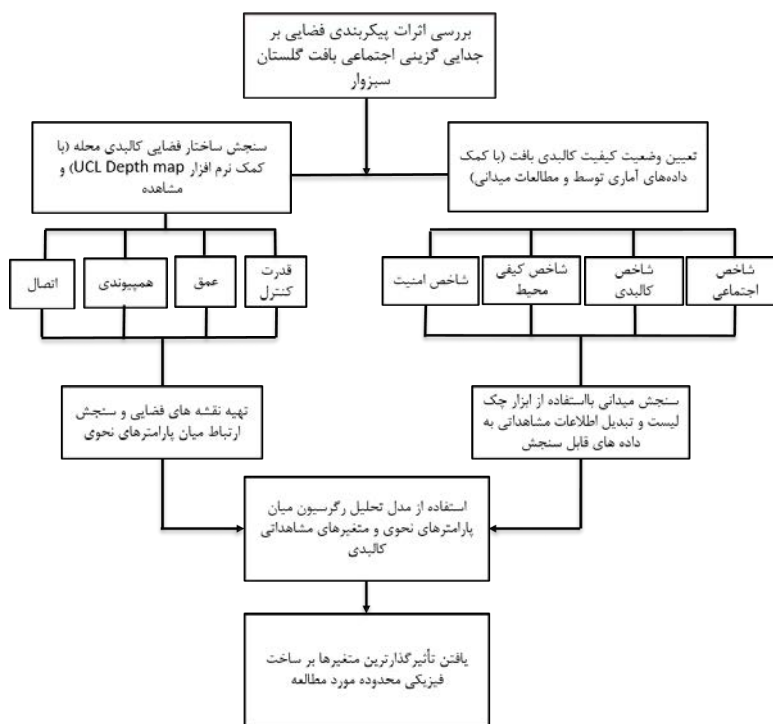 بررسی اثرات پیکربندی فضایی بر
جدایی گزینی اجتماعی بافت گلستان
سبزوار
تعیین وضعیت کیفیت کالبدی بافت (با کمک
داده‌های آماری توسط و مطالعات میدانی)
سنجش ساختار فضایی کالبدی محله (با
کمک نرم افزار UCL Depth map) و
مشاهده
شاخص
اجتماعی
شاخص
کالبدی
شاخص کیفی
محیط
شاخص امنیت
قدرت
کنترل
عمق
همپیوندی
اتصال
سنجش میدانی بااستفاده از ابزار چک
لیست و تبدیل اطلاعات مشاهداتی به
داده های قابل سنجش
تهیه نقشه های فضایی و سنجش
ارتباط میان پارامترهای نحوی
استفاده از مدل تحلیل رگرسیون میان
پارامترهای نحوی و متغیرهای مشاهداتی
کالبدی
یافتن تأثیرگذارترین متغیرها بر ساخت
فیزیکی محدوده مورد مطالعه